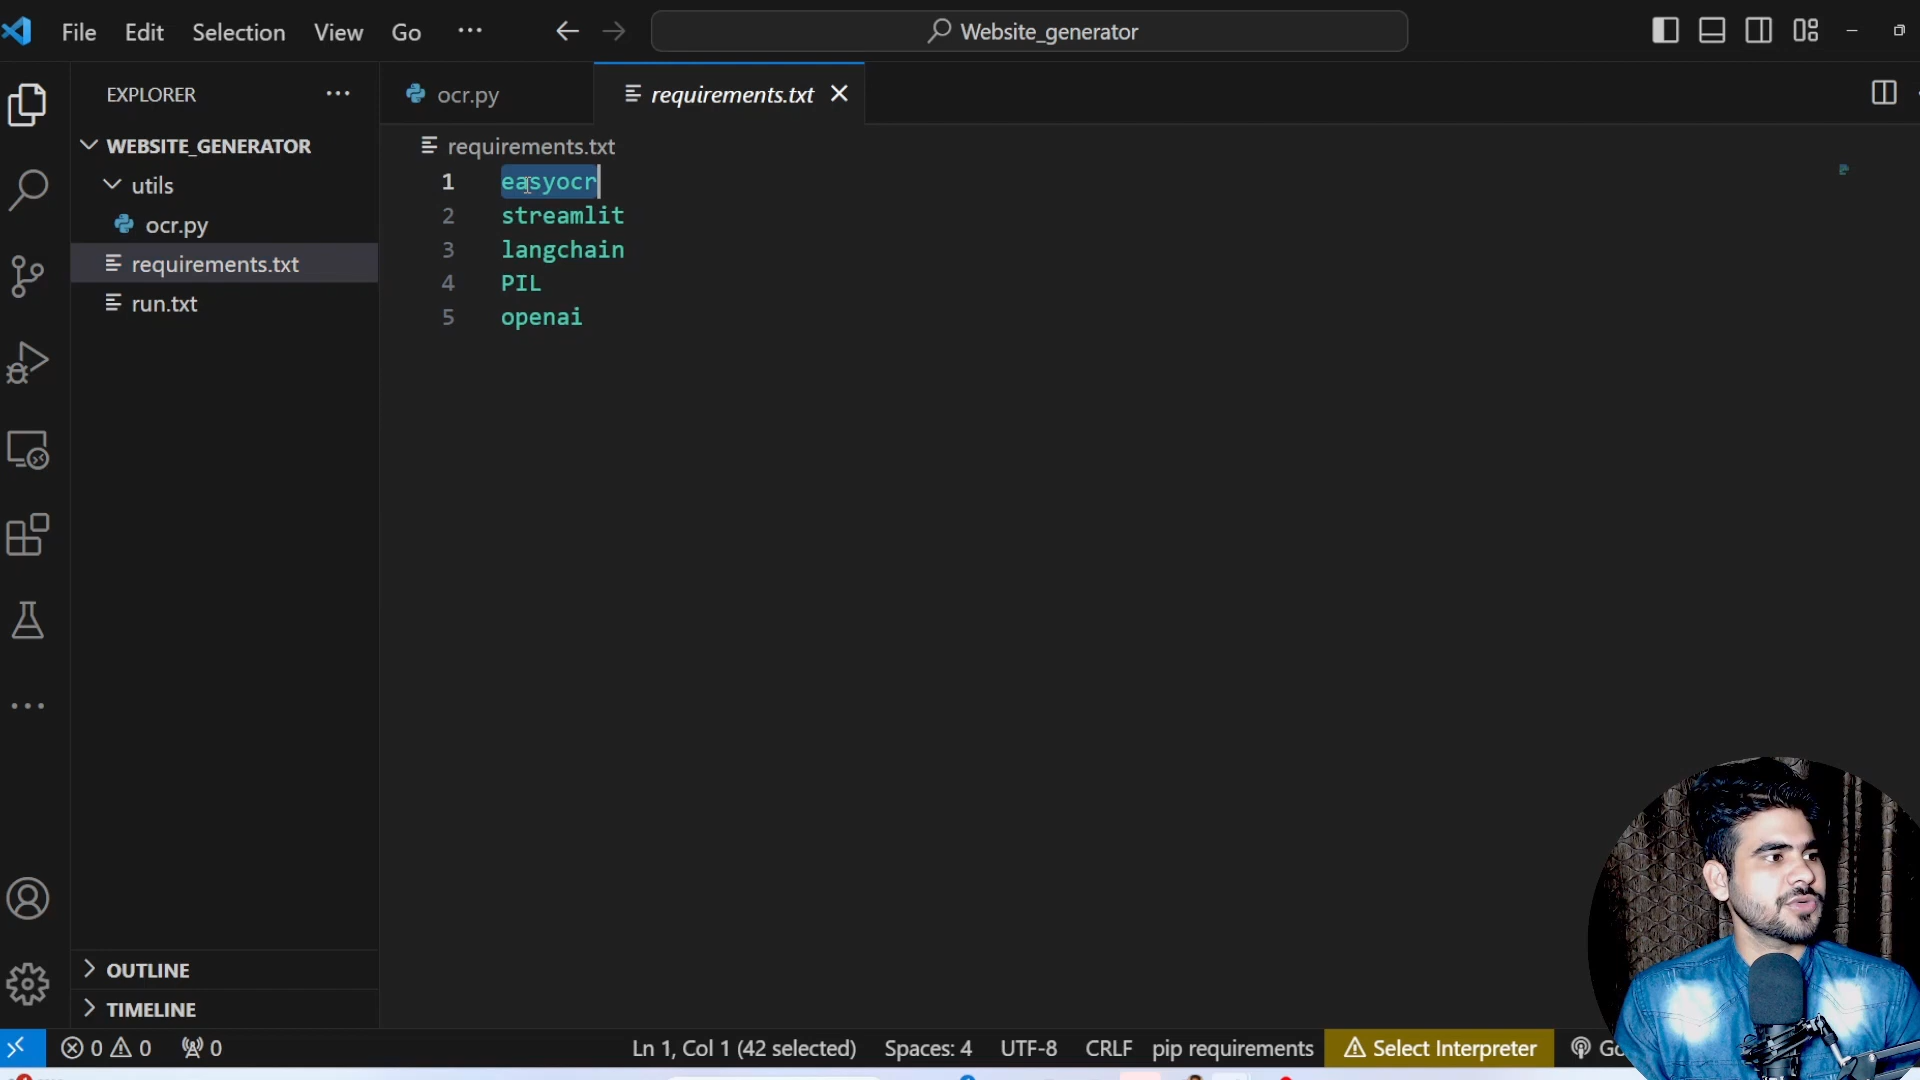 File Edit Selection View Go ··· Website_generator
EXPLORER ···
ocr.py
requirements.txt
WEBSITE_GENERATOR
utils
ocr.py
requirements.txt
run.txt
requirements.txt
1 easyocr
2 streamlit
3 langchain
4 PIL
5 openai
OUTLINE
TIMELINE
0 0 0 Ln 1, Col 1 (42 selected) Spaces: 4 UTF-8 CRLF pip requirements Select Interpreter